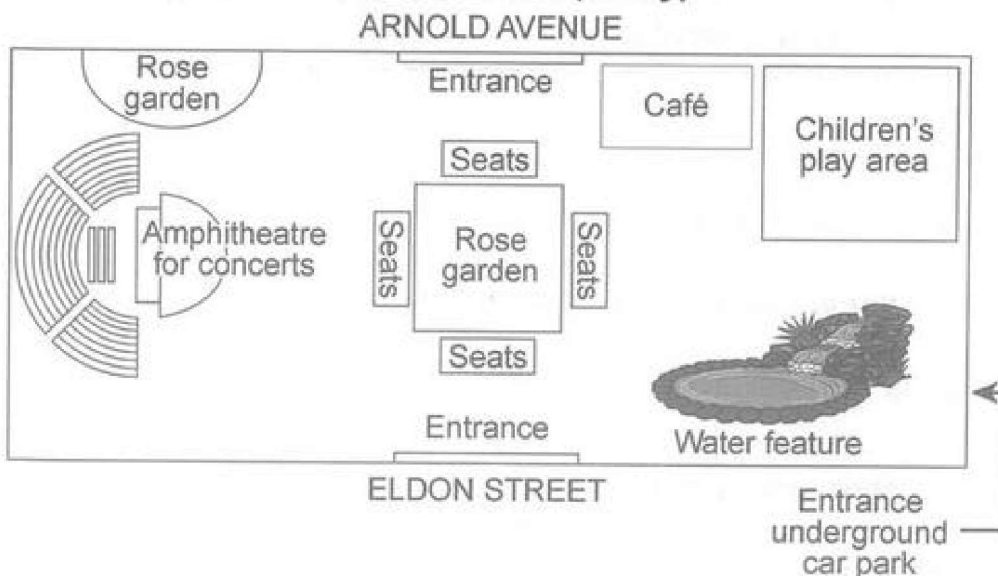 ARNOLD AVENUE
Rose
garden
Entrance
Café
Children's
play area
Seats
Amphitheatre
for concerts
Seats
Rose
garden
Seats
Seats
Entrance
Water feature
ELDON STREET
Entrance
underground
car park